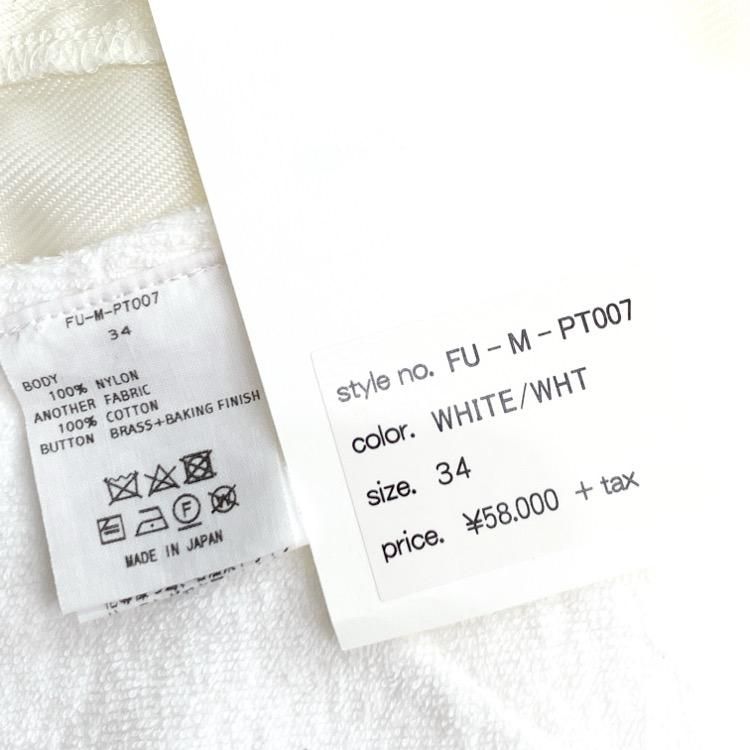 FU-M-PT007
34
BODY
100% NYLON
ANOTHER FABRIC
100% COTTON
BUTTON BRASS+BAKING FINISH
F
W
MADE IN JAPAN
style no. FU - M - PT007
color. WHITE/WHT
size. 34
price. ¥58.000 + tax